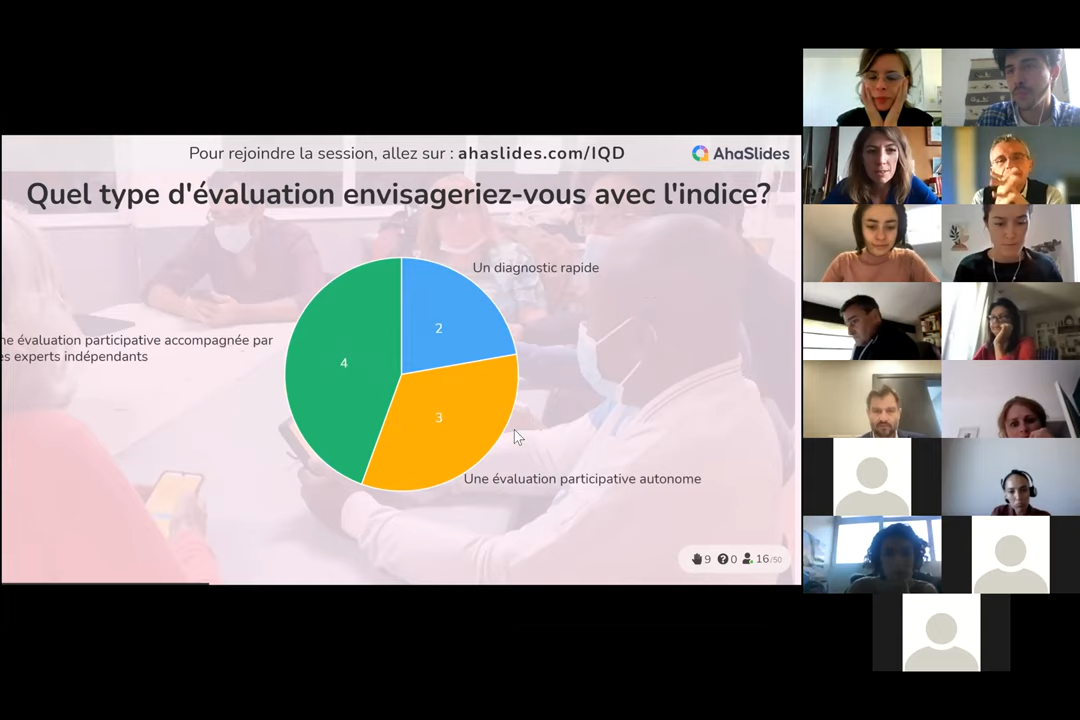 Pour rejoindre la session, allez sur : ahaslides.com/IQD
AhaSlides
Quel type d'évaluation envisageriez-vous avec l'indice?
Un diagnostic rapide
2
ne évaluation participative accompagnée par
es experts indépendants
4
3
Une évaluation participative autonome
9 0 16/50